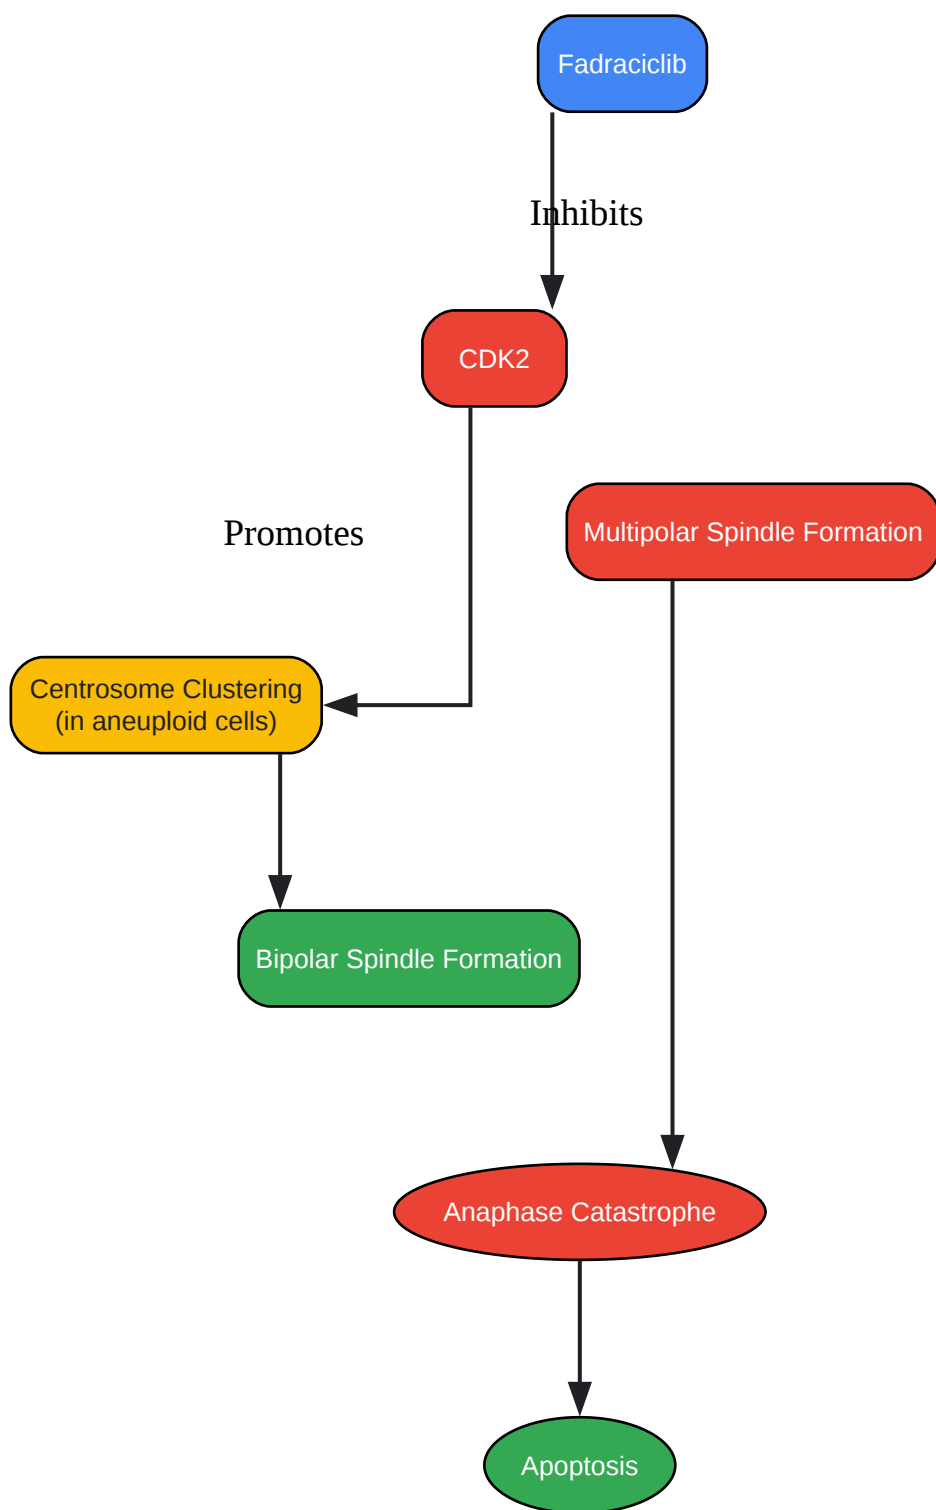 Fadraciclib
Inhibits
CDK2
Multipolar Spindle Formation
Promotes
Centrosome Clustering
(in aneuploid cells)
Bipolar Spindle Formation
Anaphase Catastrophe
Apoptosis